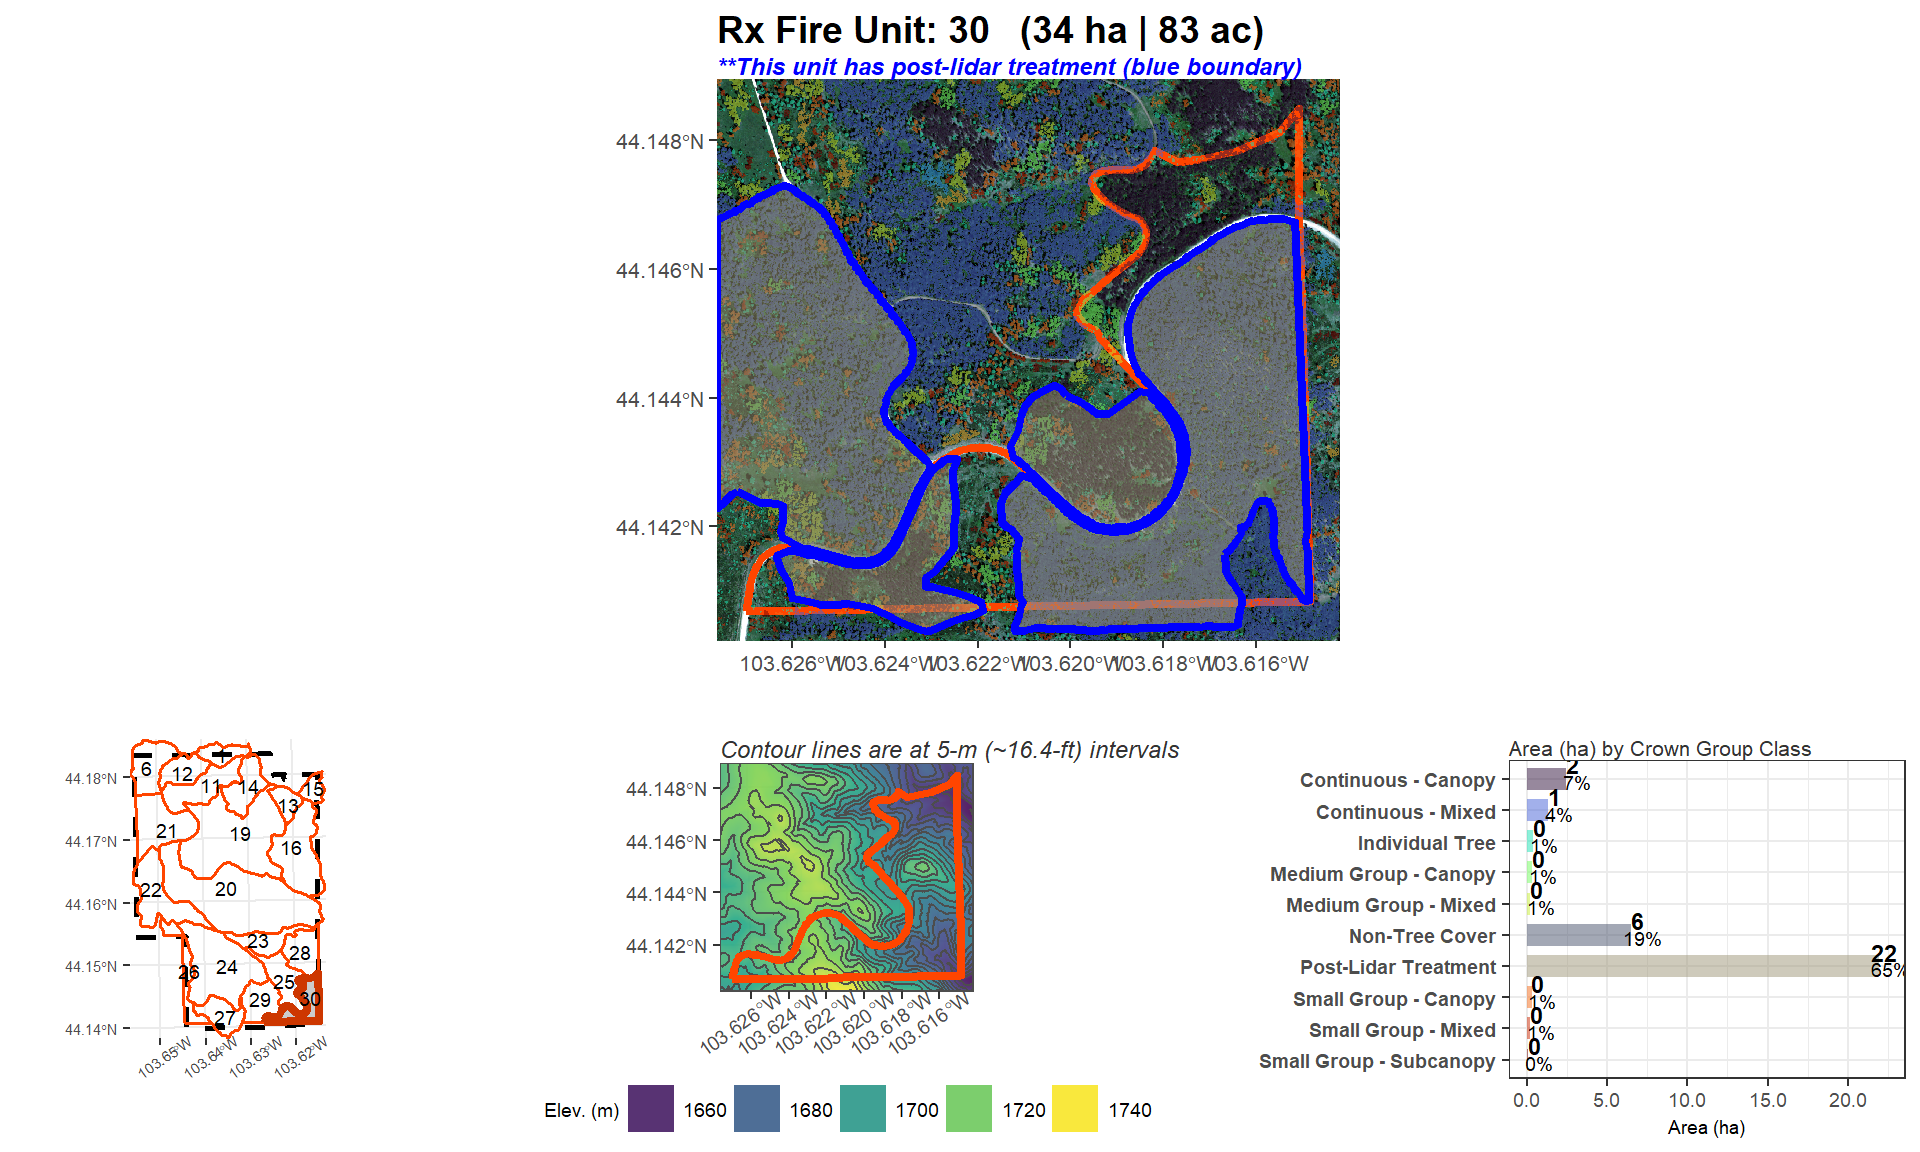 Rx Fire Unit: 30   (34 ha | 83 ac)
**This unit has post-lidar treatment (blue boundary)
44.148°N
44.146°N
44.144°N
44.142°N
103.626°W
103.624°W
103.622°W
103.620°W
103.618°W
103.616°W
44.18°N
44.17°N
44.16°N
44.15°N
44.14°N
6
12
1
11
14
15
13
21
19
16
22
20
23
28
26
24
25
29
30
27
103.65°W
103.64°W
103.63°W
103.62°W
Contour lines are at 5-m (~16.4-ft) intervals
44.148°N
44.146°N
44.144°N
44.142°N
103.626°W
103.624°W
103.622°W
103.620°W
103.618°W
103.616°W
Elev. (m)
1660
1680
1700
1720
1740
Area (ha) by Crown Group Class
Continuous - Canopy
2
7%
Continuous - Mixed
1
4%
Individual Tree
0
1%
Medium Group - Canopy
0
1%
Medium Group - Mixed
0
1%
Non-Tree Cover
6
19%
Post-Lidar Treatment
22
65%
Small Group - Canopy
0
1%
Small Group - Mixed
0
1%
Small Group - Subcanopy
0
0%
0.0
5.0
10.0
15.0
20.0
Area (ha)